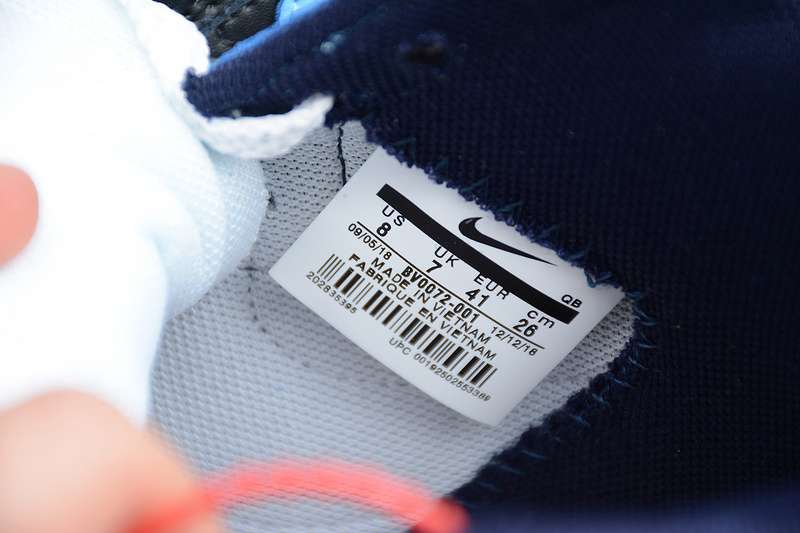 US UK EUR cm
8 7 41 26
QB
09/05/18 BV0072-001 12/12/18
MADE IN VIETNAM
FABRIQUE EN VIETNAM
202835395
UPC 00192502553389